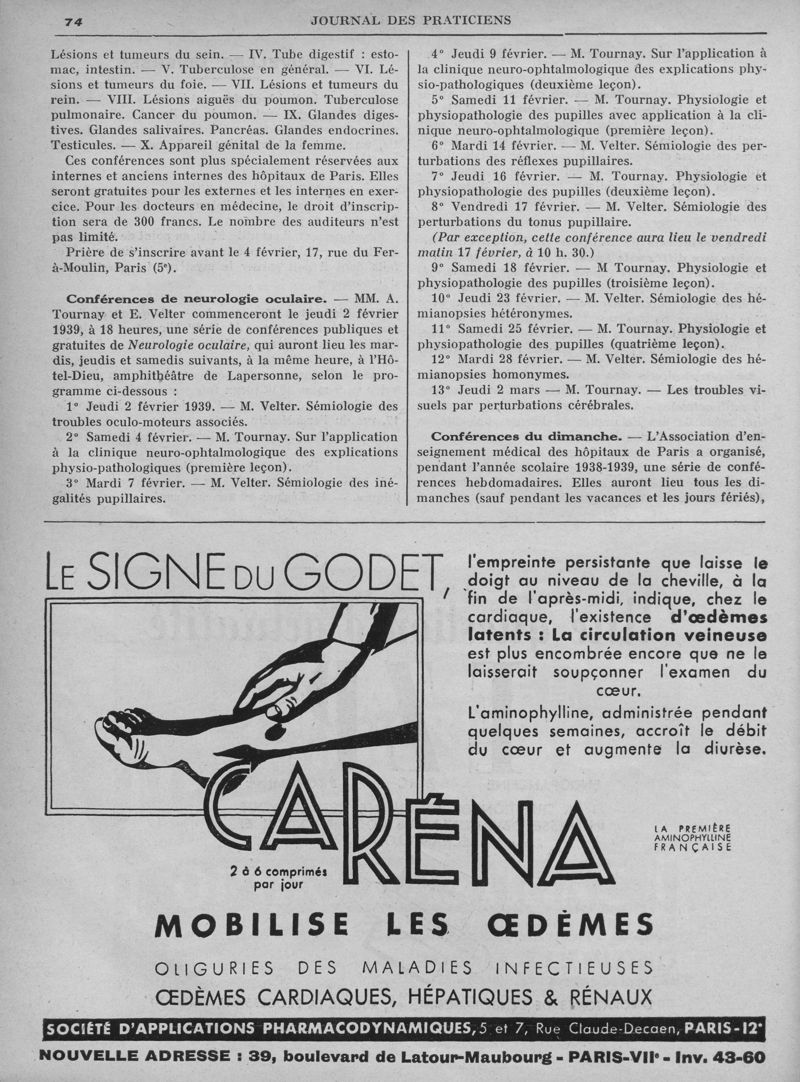 74
JOURNAL DES PRATICIENS
Lésions et tumeurs du sein. — IV. Tube digestif : esto-
mac, intestin. — V. Tuberculose en général. — VI. Lé-
sions et tumeurs du foie. — VII. Lésions et tumeurs du
rein. — VIII. Lésions aiguës du poumon. Tuberculose
pulmonaire. Cancer du poumon. — IX. Glandes diges-
tives. Glandes salivaires. Pancréas. Glandes endocrines.
Testicules. — X. Appareil génital de la femme.
Ces conférences sont plus spécialement réservées aux
internes et anciens internes des hôpitaux de Paris. Elles
seront gratuites pour les externes et les internes en exer-
cice. Pour les docteurs en médecine, le droit d'inscrip-
tion sera de 300 francs. Le nombre des auditeurs n'est
pas limité.
Prière de s'inscrire avant le 4 février, 17, rue du Fer-
à-Moulin, Paris (5e).
Conférences de neurologie oculaire. — MM. A.
Tournay et E. Velter commenceront le jeudi 2 février
1939, à 18 heures, une série de conférences publiques et
gratuites de Neurologie oculaire, qui auront lieu les mar-
dis, jeudis et samedis suivants, à la même heure, à l'Hô-
tel-Dieu, amphithéâtre de Lapersonne, selon le pro-
gramme ci-dessous :
1° Jeudi 2 février 1939. — M. Velter. Sémiologie des
troubles oculo-moteurs associés.
2° Samedi 4 février. — M. Tournay. Sur l'application
à la clinique neuro-ophtalmologique des explications
physio-pathologiques (première leçon).
3° Mardi 7 février. — M. Velter. Sémiologie des iné-
galités pupillaires.
4° Jeudi 9 février. — M. Tournay. Sur l'application à
la clinique neuro-ophtalmologique des explications phy-
sio-pathologiques (deuxième leçon).
5° Samedi 11 février. — M. Tournay. Physiologie et
physiopathologie des pupilles avec application à la cli-
nique neuro-ophtalmologique (première leçon).
6° Mardi 14 février. — M. Velter. Sémiologie des per-
turbations des réflexes pupillaires.
7° Jeudi 16 février. — M. Tournay. Physiologie et
physiopathologie des pupilles (deuxième leçon).
8° Vendredi 17 février. — M. Velter. Sémiologie des
perturbations du tonus pupillaire.
(Par exception, cette conférence aura lieu le vendredi
matin 17 février, à 10 h. 30.)
9° Samedi 18 février. — M Tournay. Physiologie et
physiopathologie des pupilles (troisième leçon).
10° Jeudi 23 février. — M. Velter. Sémiologie des hé-
mianopsies hétéronymes.
11° Samedi 25 février. — M. Tournay. Physiologie et
physiopathologie des pupilles (quatrième leçon).
12° Mardi 28 février. — M. Velter. Sémiologie des hé-
mianopsies homonymes.
13° Jeudi 2 mars — M. Tournay. — Les troubles vi-
suels par perturbations cérébrales.
Conférences du dimanche. — L'Association d'en-
seignement médical des hôpitaux de Paris a organisé,
pendant l'année scolaire 1938-1939, une série de confé-
rences hebdomadaires. Elles auront lieu tous les di-
manches (sauf pendant les vacances et les jours fériés),
LE SIGNE DU GODET,
l'empreinte persistante que laisse le
doigt au niveau de la cheville, à la
fin de l'après-midi, indique, chez le
cardiaque, l'existence d'œdèmes
latents : La circulation veineuse
est plus encombrée encore que ne le
laisserait soupçonner l'examen du
cœur.
L'aminophylline, administrée pendant
quelques semaines, accroît le débit
du cœur et augmente la diurèse.
CARÉNA
LA PREMIÈRE
AMINOPHYLLINE
FRANÇAISE
2 à 6 comprimés
par jour
MOBILISE LES ŒDÈMES
OLIGURIES DES MALADIES INFECTIEUSES
ŒDÈMES CARDIAQUES, HÉPATIQUES & RÉNAUX
SOCIÉTÉ D'APPLICATIONS PHARMACODYNAMIQUES, 5 et 7, Rue Claude-Decaen, PARIS-12e
NOUVELLE ADRESSE : 39, boulevard de Latour-Maubourg - PARIS-VIIe - Inv. 43-60